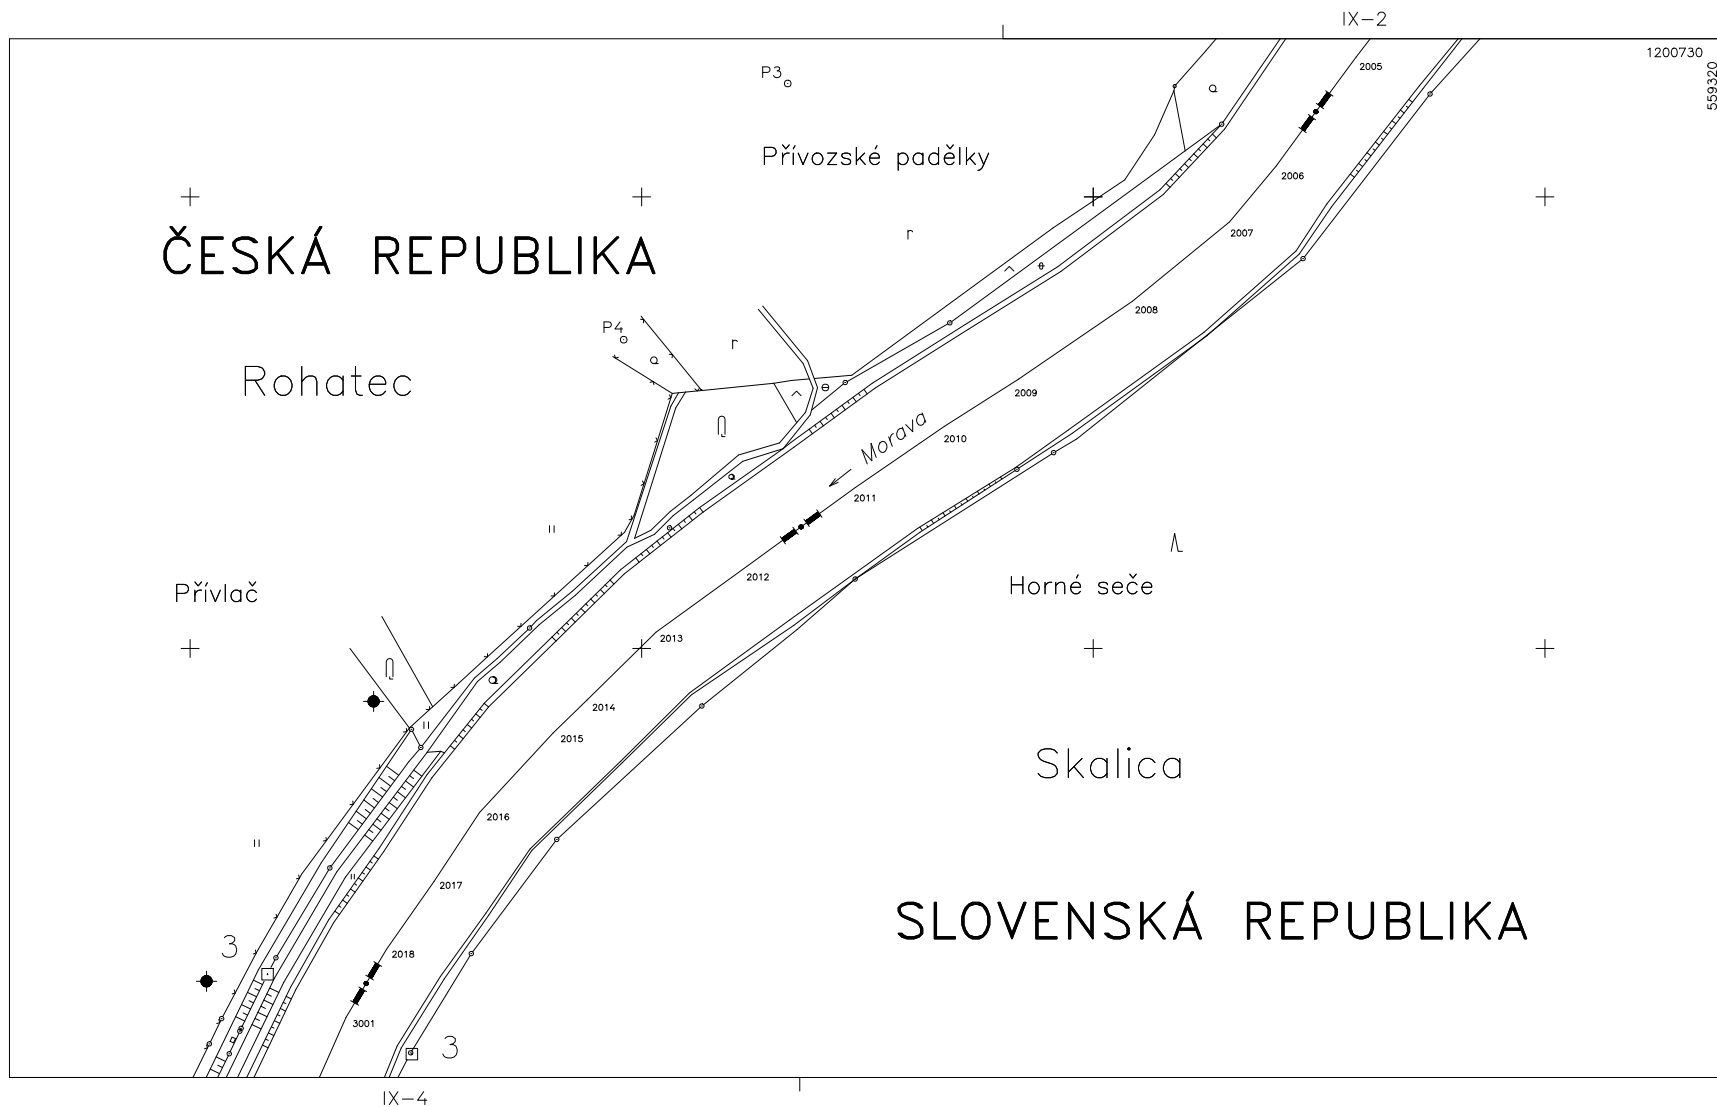 IX-2
1200730
559320
2005
P3
Přívozské padělky
2006
r
2007
ČESKÁ REPUBLIKA
2008
P4
r
Rohatec
2009
Morava
2010
2011
2012
Přívlač
Horné seče
2013
2014
2015
Skalica
2016
2017
SLOVENSKÁ REPUBLIKA
3
2018
3001
3
IX-4